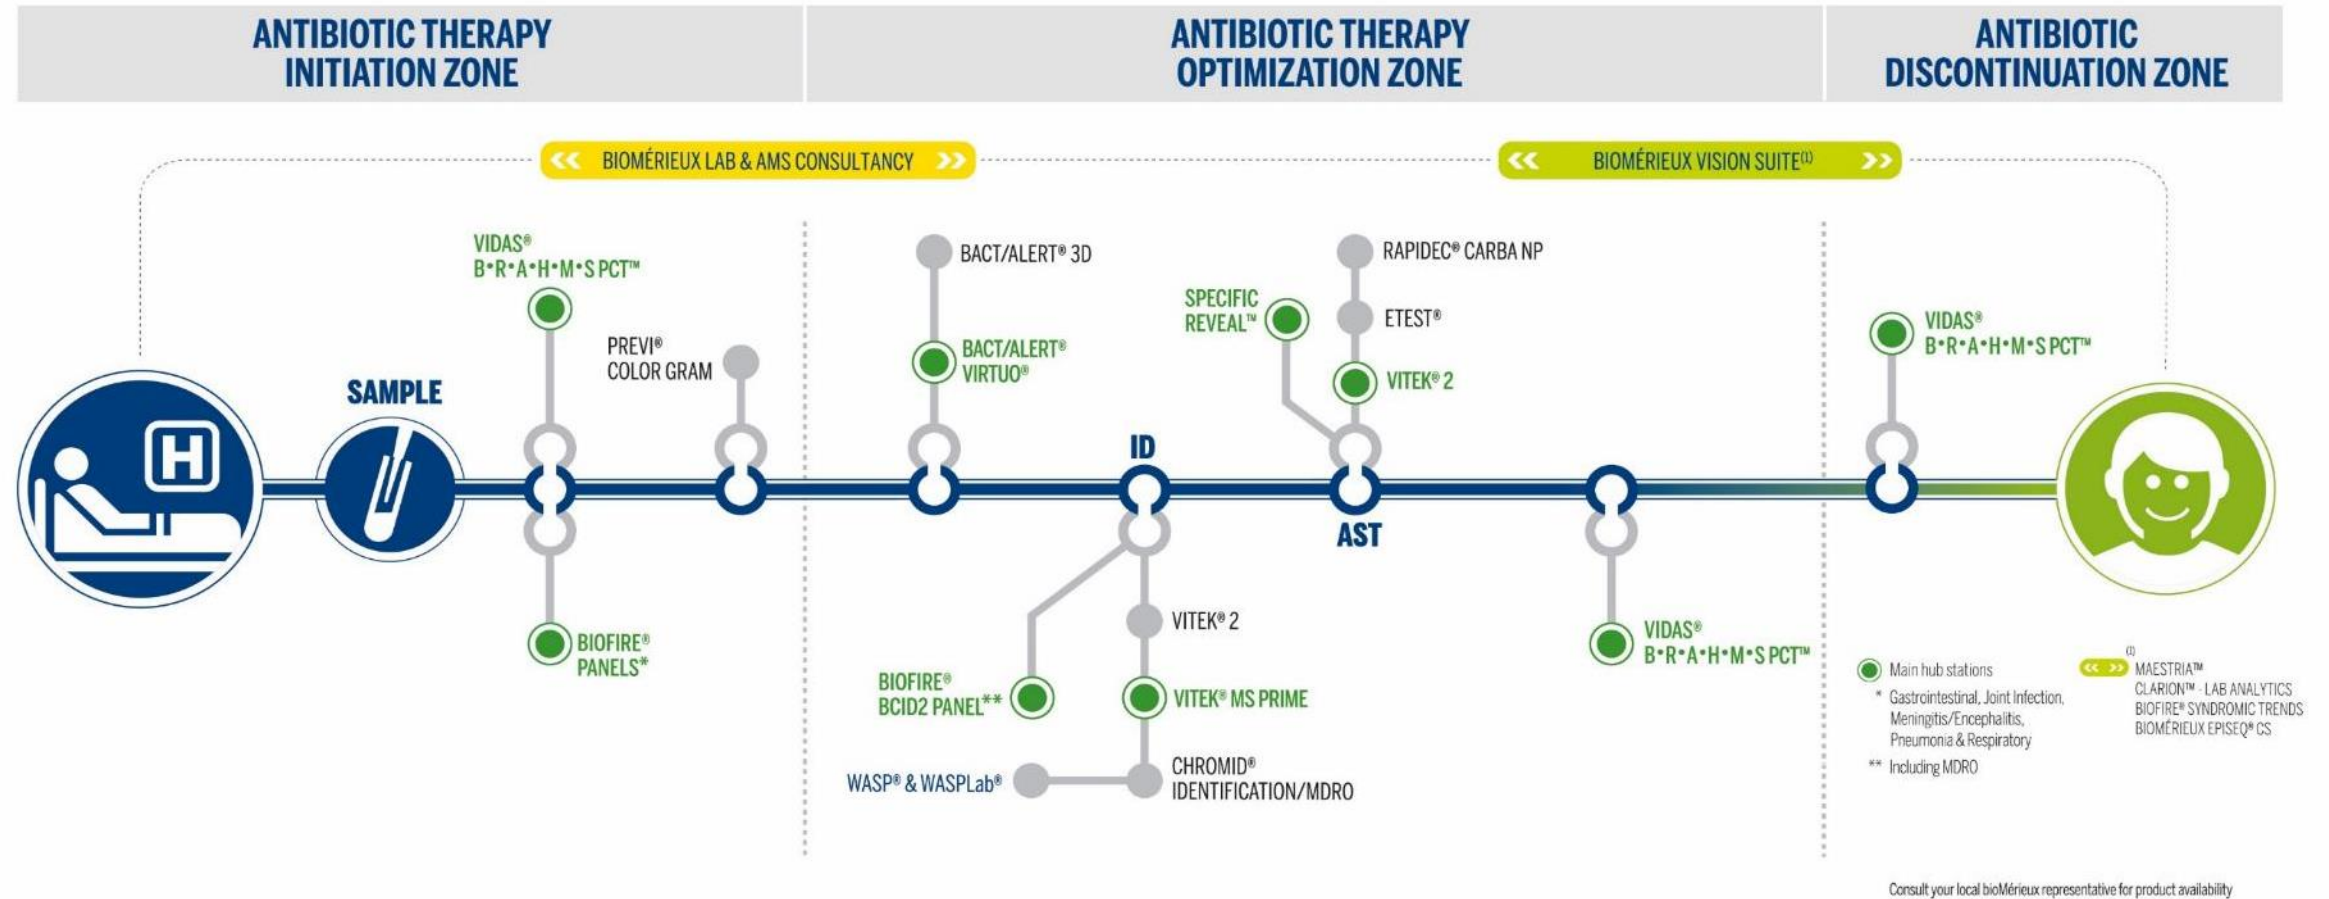 ANTIBIOTIC THERAPY
INITIATION ZONE
ANTIBIOTIC THERAPY
OPTIMIZATION ZONE
ANTIBIOTIC
DISCONTINUATION ZONE
BIOMÉRIEUX LAB & AMS CONSULTANCY
BIOMÉRIEUX VISION SUITE⁽¹⁾
VIDAS®
B•R•A•H•M•S PCT™
PREVI®
COLOR GRAM
SAMPLE
H
BIOFIRE®
PANELS*
BACT/ALERT® 3D
BACT/ALERT®
VIRTUO®
ID
SPECIFIC
REVEAL™
RAPIDEC® CARBA NP
ETEST®
VITEK® 2
AST
VITEK® 2
BIOFIRE®
BCID2 PANEL**
VITEK® MS PRIME
WASP® & WASPLab®
CHROMID®
IDENTIFICATION/MDRO
VIDAS®
B•R•A•H•M•S PCT™
VIDAS®
B•R•A•H•M•S PCT™
Main hub stations
* Gastrointestinal, Joint Infection,
Meningitis/Encephalitis,
Pneumonia & Respiratory
** Including MDRO
(1)
MAESTRIA™
CLARION™ - LAB ANALYTICS
BIOFIRE® SYNDROMIC TRENDS
BIOMÉRIEUX EPISEQ® CS
Consult your local bioMérieux representative for product availability